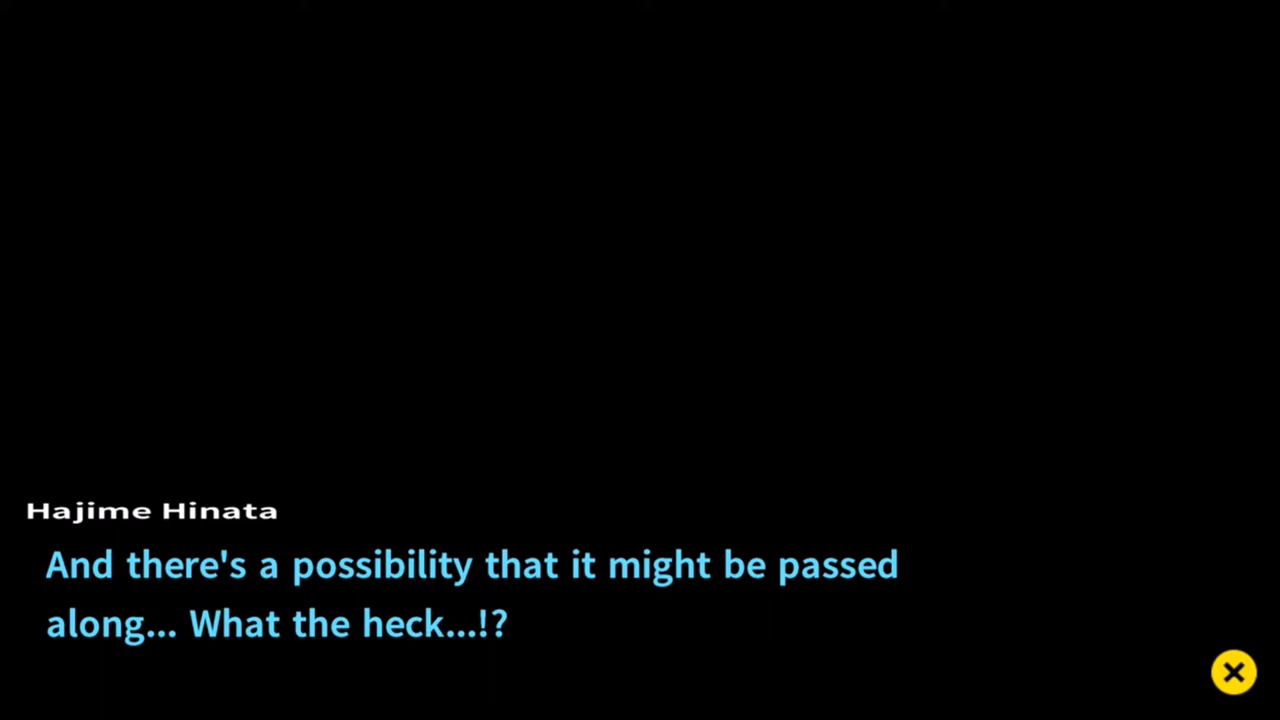 Hajime Hinata
And there's a possibility that it might be passed
along... What the heck...!?